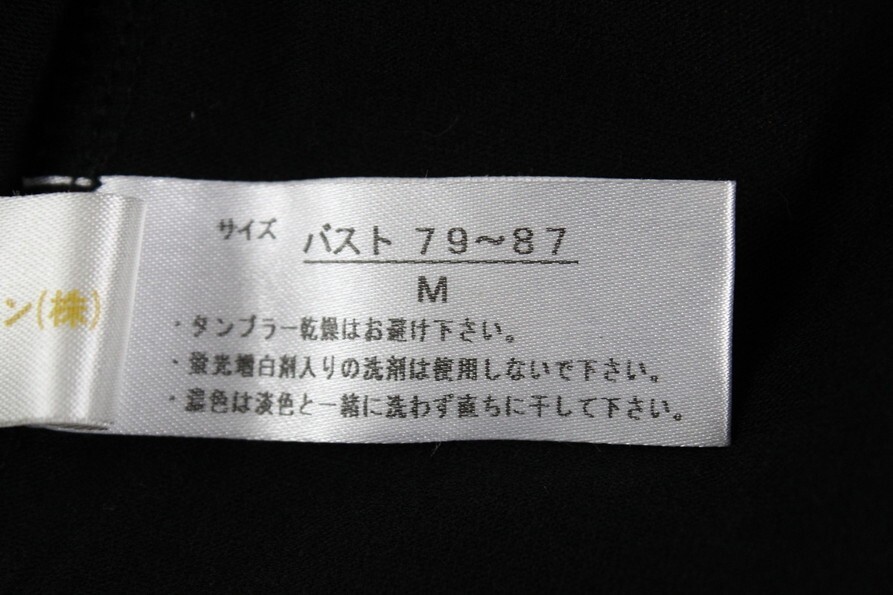 サイズ バスト 79〜87
M
ン(株)
・タンブラー乾燥はお避け下さい。
・蛍光増白剤入りの洗剤は使用しないで下さい。
・濃色は淡色と一緒に洗わず直ちに干して下さい。